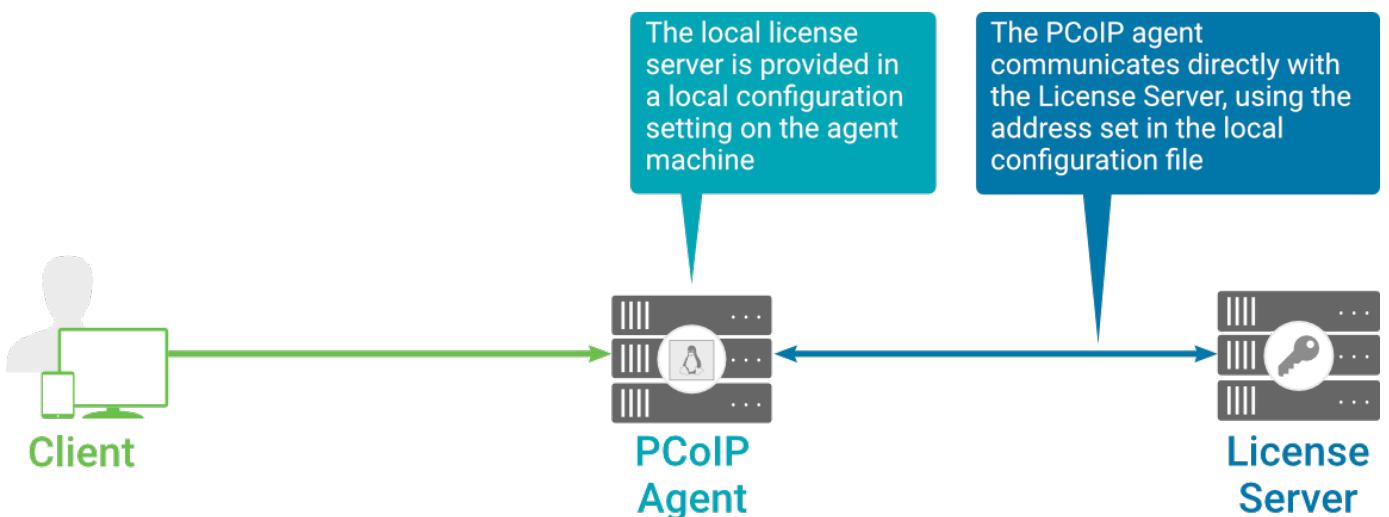 The local license
server is provided in
a local configuration
setting on the agent
machine
The PCoIP agent
communicates directly with
the License Server, using the
address set in the local
configuration file
Client
PCoIP
Agent
License
Server